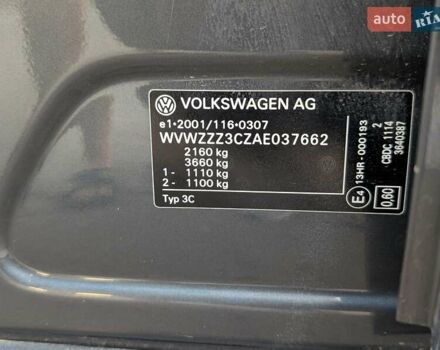 auto RIA
VOLKSWAGEN AG
e1*2001/116*0307
WVWZZZ3CZAE037662
2160 kg
3660 kg
1 - 1110 kg
2 - 1100 kg
Typ 3C
E4
13HR-000193
2
0,60
CBDC 1114
3640387